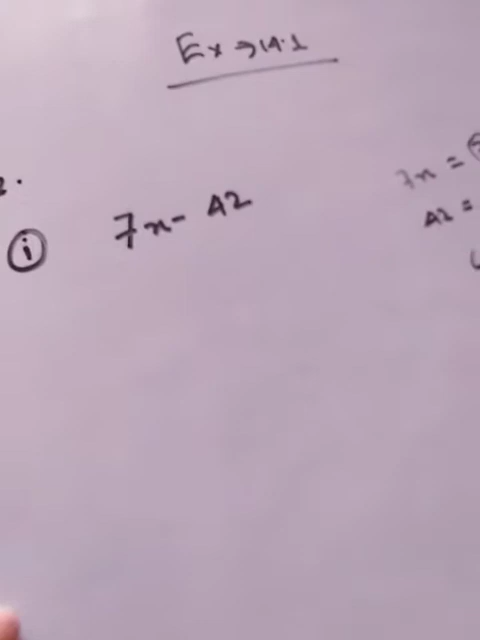 Ex → 14.1
2.
(i) 7x - 42
7x =
42 =